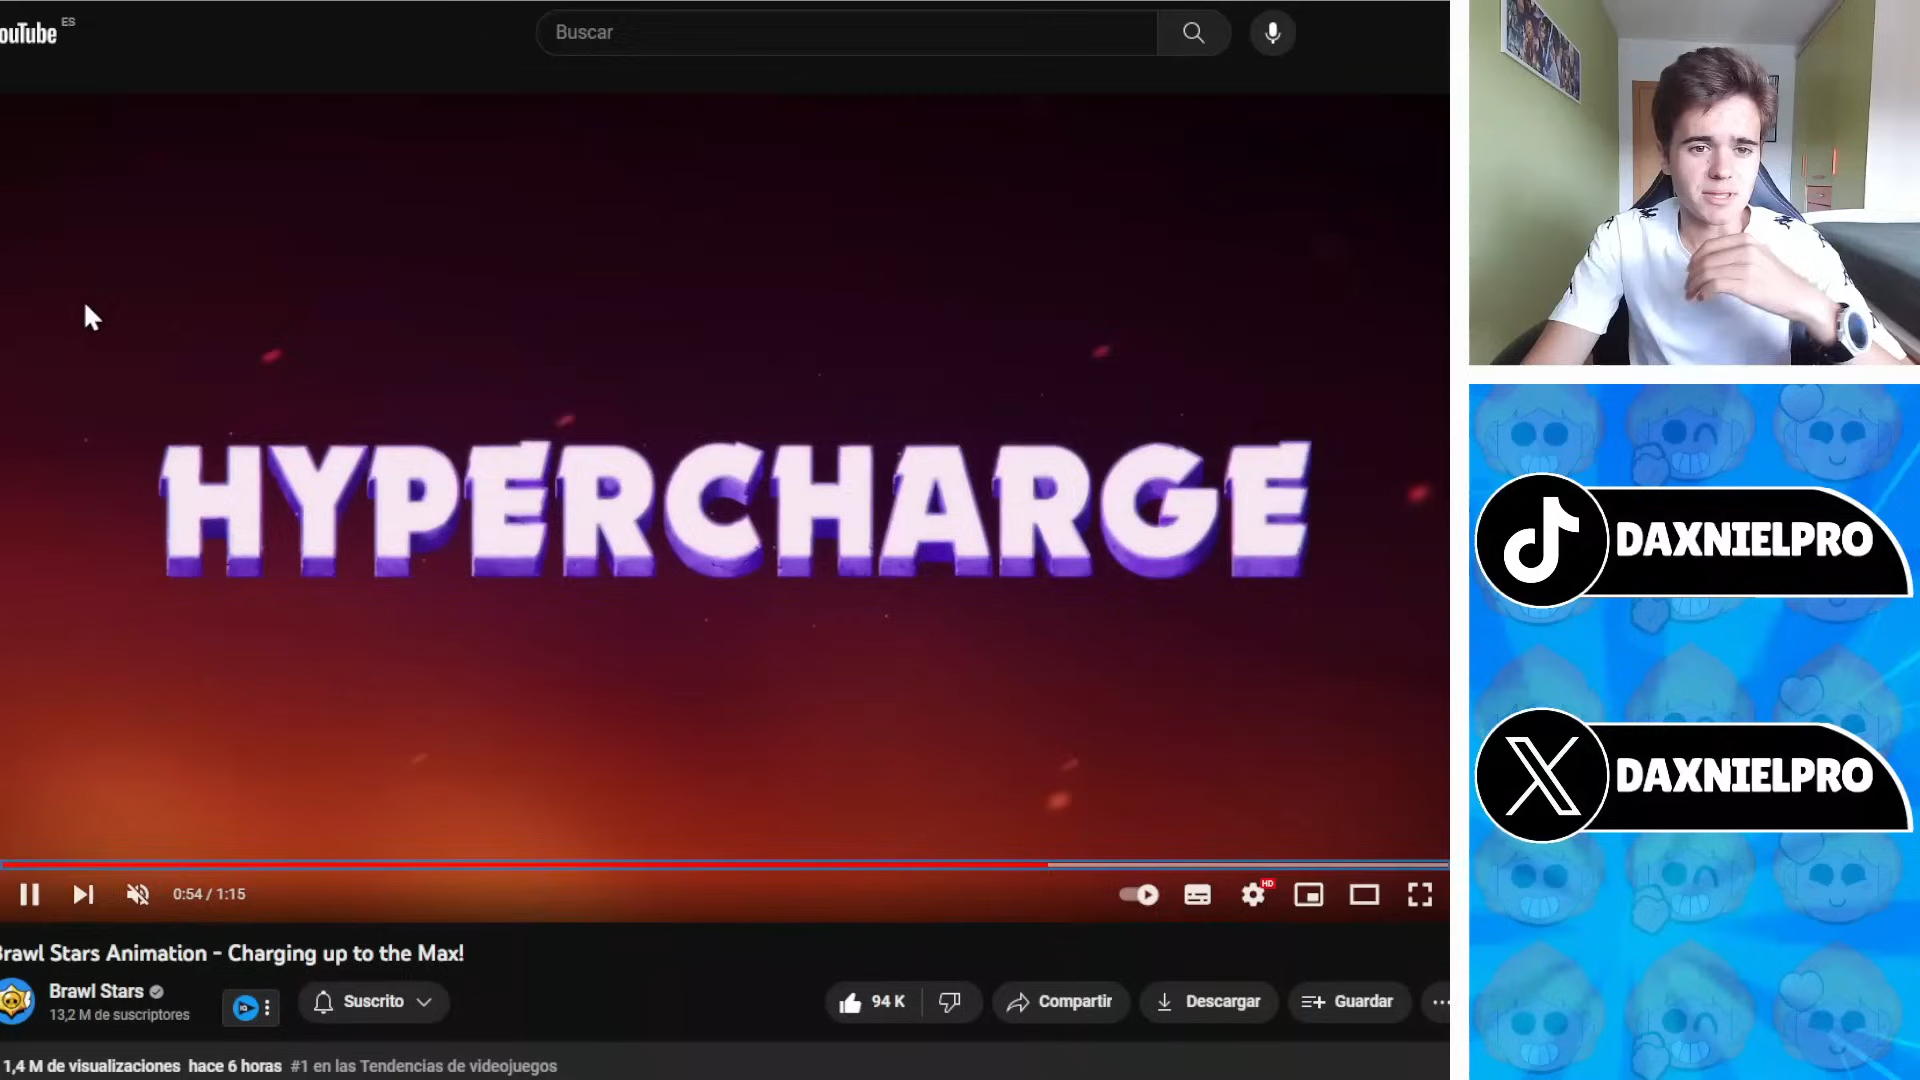 ouTube ES
Buscar
HYPERCHARGE
0:54 / 1:15
HD
Brawl Stars Animation - Charging up to the Max!
Brawl Stars
13,2 M de suscriptores
Suscrito
94 K
Compartir
Descargar
Guardar
1,4 M de visualizaciones hace 6 horas #1 en las Tendencias de videojuegos
DAXNIELPRO
DAXNIELPRO